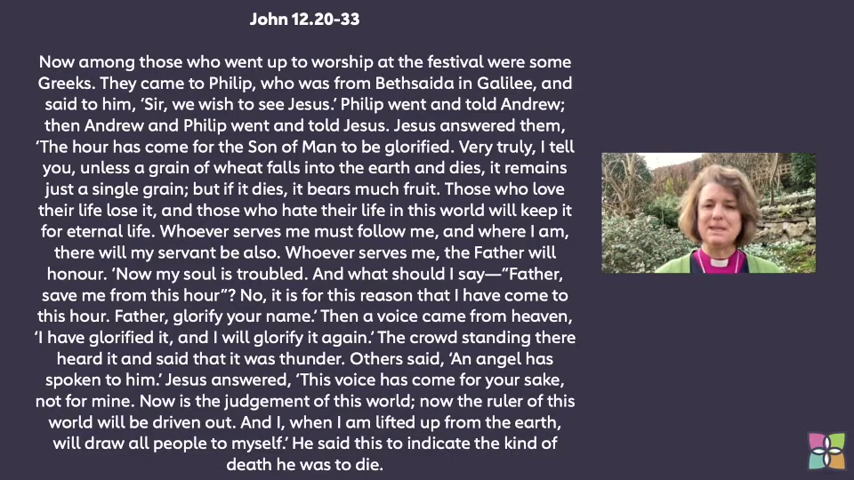 John 12.20-33
Now among those who went up to worship at the festival were some
Greeks. They came to Philip, who was from Bethsaida in Galilee, and
said to him, ‘Sir, we wish to see Jesus.’ Philip went and told Andrew;
then Andrew and Philip went and told Jesus. Jesus answered them,
‘The hour has come for the Son of Man to be glorified. Very truly, I tell
you, unless a grain of wheat falls into the earth and dies, it remains
just a single grain; but if it dies, it bears much fruit. Those who love
their life lose it, and those who hate their life in this world will keep it
for eternal life. Whoever serves me must follow me, and where I am,
there will my servant be also. Whoever serves me, the Father will
honour. ‘Now my soul is troubled. And what should I say—“Father,
save me from this hour”? No, it is for this reason that I have come to
this hour. Father, glorify your name.’ Then a voice came from heaven,
‘I have glorified it, and I will glorify it again.’ The crowd standing there
heard it and said that it was thunder. Others said, ‘An angel has
spoken to him.’ Jesus answered, ‘This voice has come for your sake,
not for mine. Now is the judgement of this world; now the ruler of this
world will be driven out. And I, when I am lifted up from the earth,
will draw all people to myself.’ He said this to indicate the kind of
death he was to die.